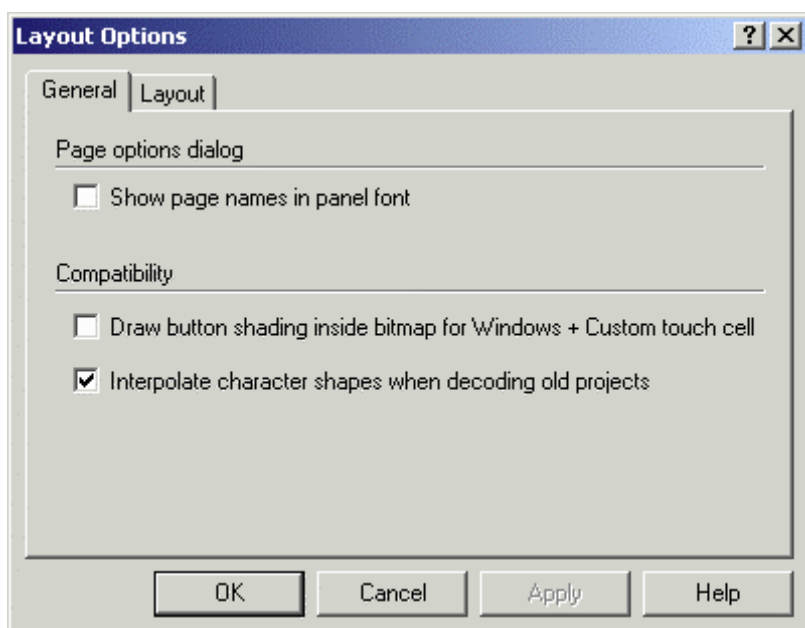 Layout Options
General Layout
Page options dialog
Show page names in panel font
Compatibility
Draw button shading inside bitmap for Windows + Custom touch cell
Interpolate character shapes when decoding old projects
OK Cancel Apply Help